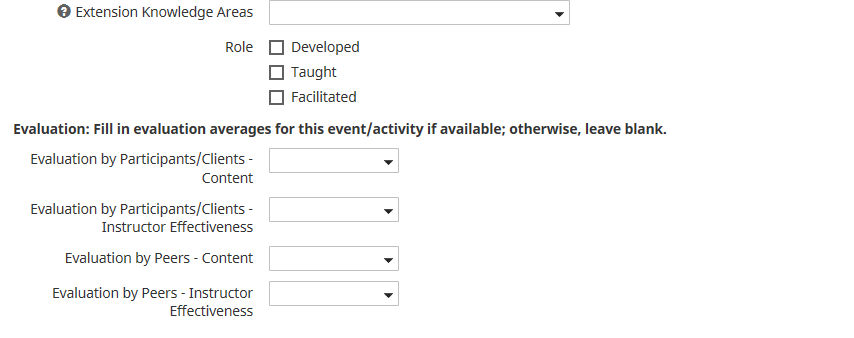 Extension Knowledge Areas
Role
Developed
Taught
Facilitated
Evaluation: Fill in evaluation averages for this event/activity if available; otherwise, leave blank.
Evaluation by Participants/Clients -
Content
Evaluation by Participants/Clients -
Instructor Effectiveness
Evaluation by Peers - Content
Evaluation by Peers - Instructor
Effectiveness